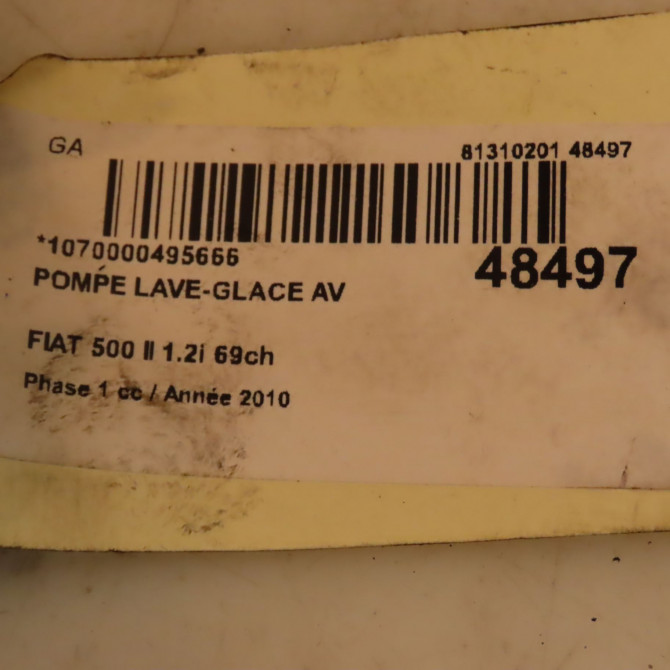 GA
81310201 48497
*1070000495666
48497
POMPE LAVE-GLACE AV
FIAT 500 II 1.2i 69ch
Phase 1 cc / Année 2010